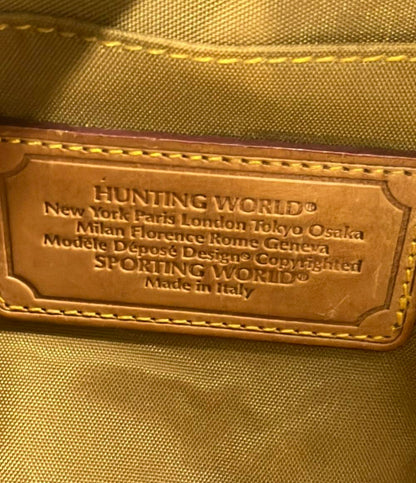 HUNTING WORLD®
New York Paris London Tokyo Osaka
Milan Florence Rome Geneva
Modèle Déposé Design® Copyrighted
SPORTING WORLD®
Made in Italy